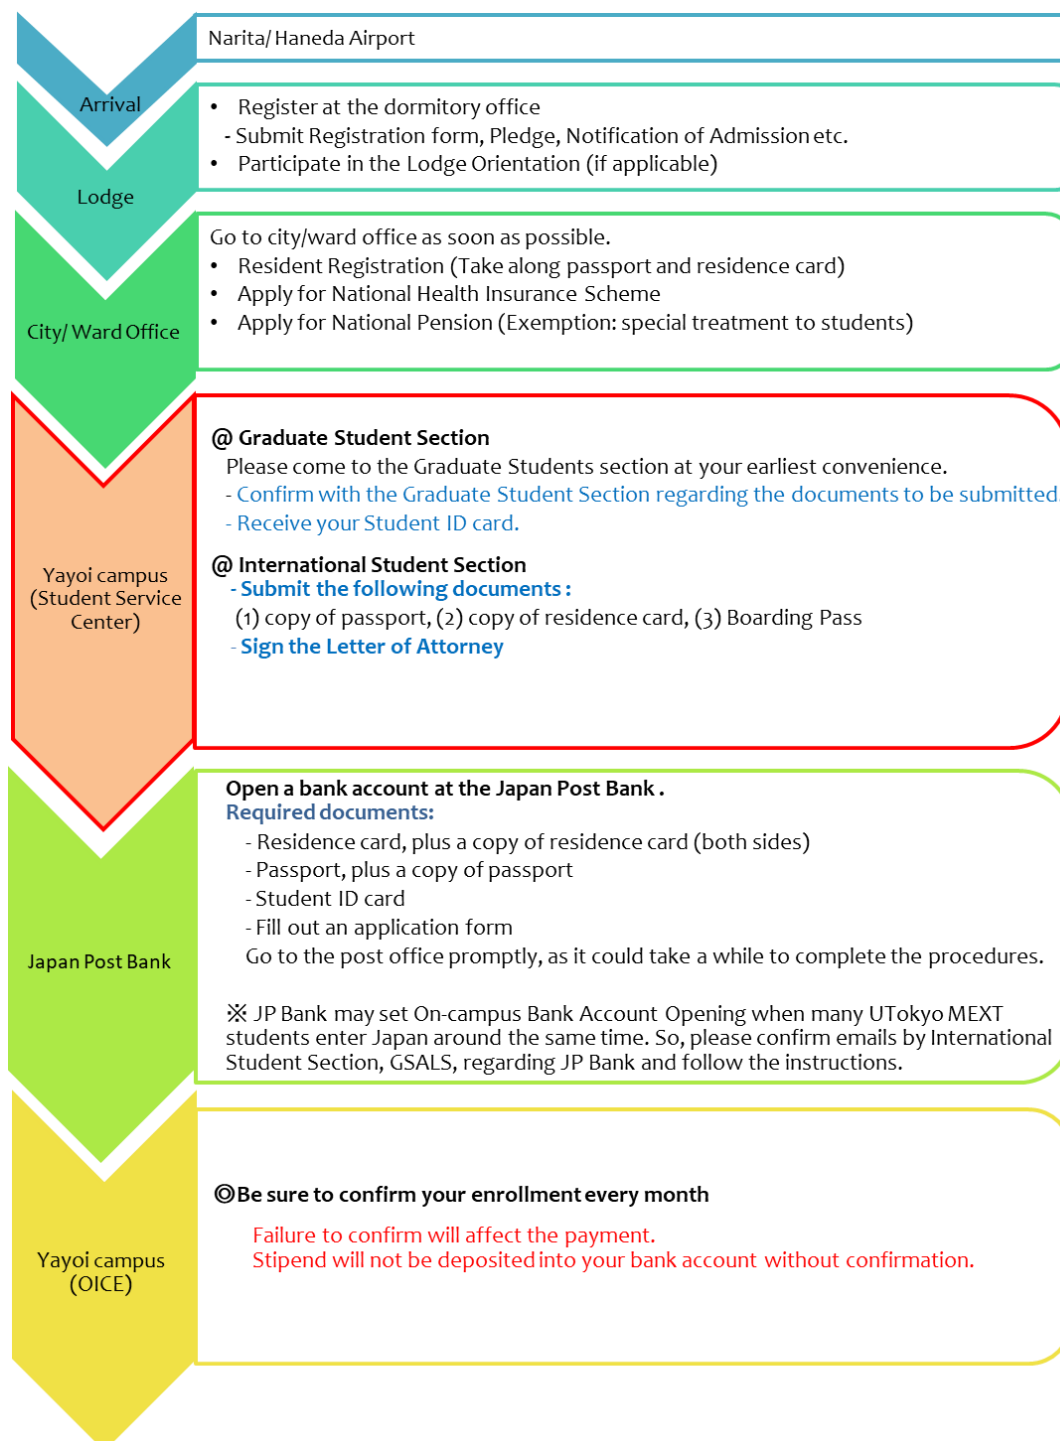 Narita/ Haneda Airport
Arrival
• Register at the dormitory office
- Submit Registration form, Pledge, Notification of Admission etc.
• Participate in the Lodge Orientation (if applicable)
Lodge
Go to city/ward office as soon as possible.
• Resident Registration (Take along passport and residence card)
• Apply for National Health Insurance Scheme
• Apply for National Pension (Exemption: special treatment to students)
City/ Ward Office
@ Graduate Student Section
Please come to the Graduate Students section at your earliest convenience.
- Confirm with the Graduate Student Section regarding the documents to be submitted.
- Receive your Student ID card.
@ International Student Section
- Submit the following documents :
(1) copy of passport, (2) copy of residence card, (3) Boarding Pass
- Sign the Letter of Attorney
Yayoi campus
(Student Service
Center)
Open a bank account at the Japan Post Bank .
Required documents:
- Residence card, plus a copy of residence card (both sides)
- Passport, plus a copy of passport
- Student ID card
- Fill out an application form
Go to the post office promptly, as it could take a while to complete the procedures.
※ JP Bank may set On-campus Bank Account Opening when many UTokyo MEXT
students enter Japan around the same time. So, please confirm emails by International
Student Section, GSALS, regarding JP Bank and follow the instructions.
Japan Post Bank
◎Be sure to confirm your enrollment every month
Failure to confirm will affect the payment.
Stipend will not be deposited into your bank account without confirmation.
Yayoi campus
(OICE)